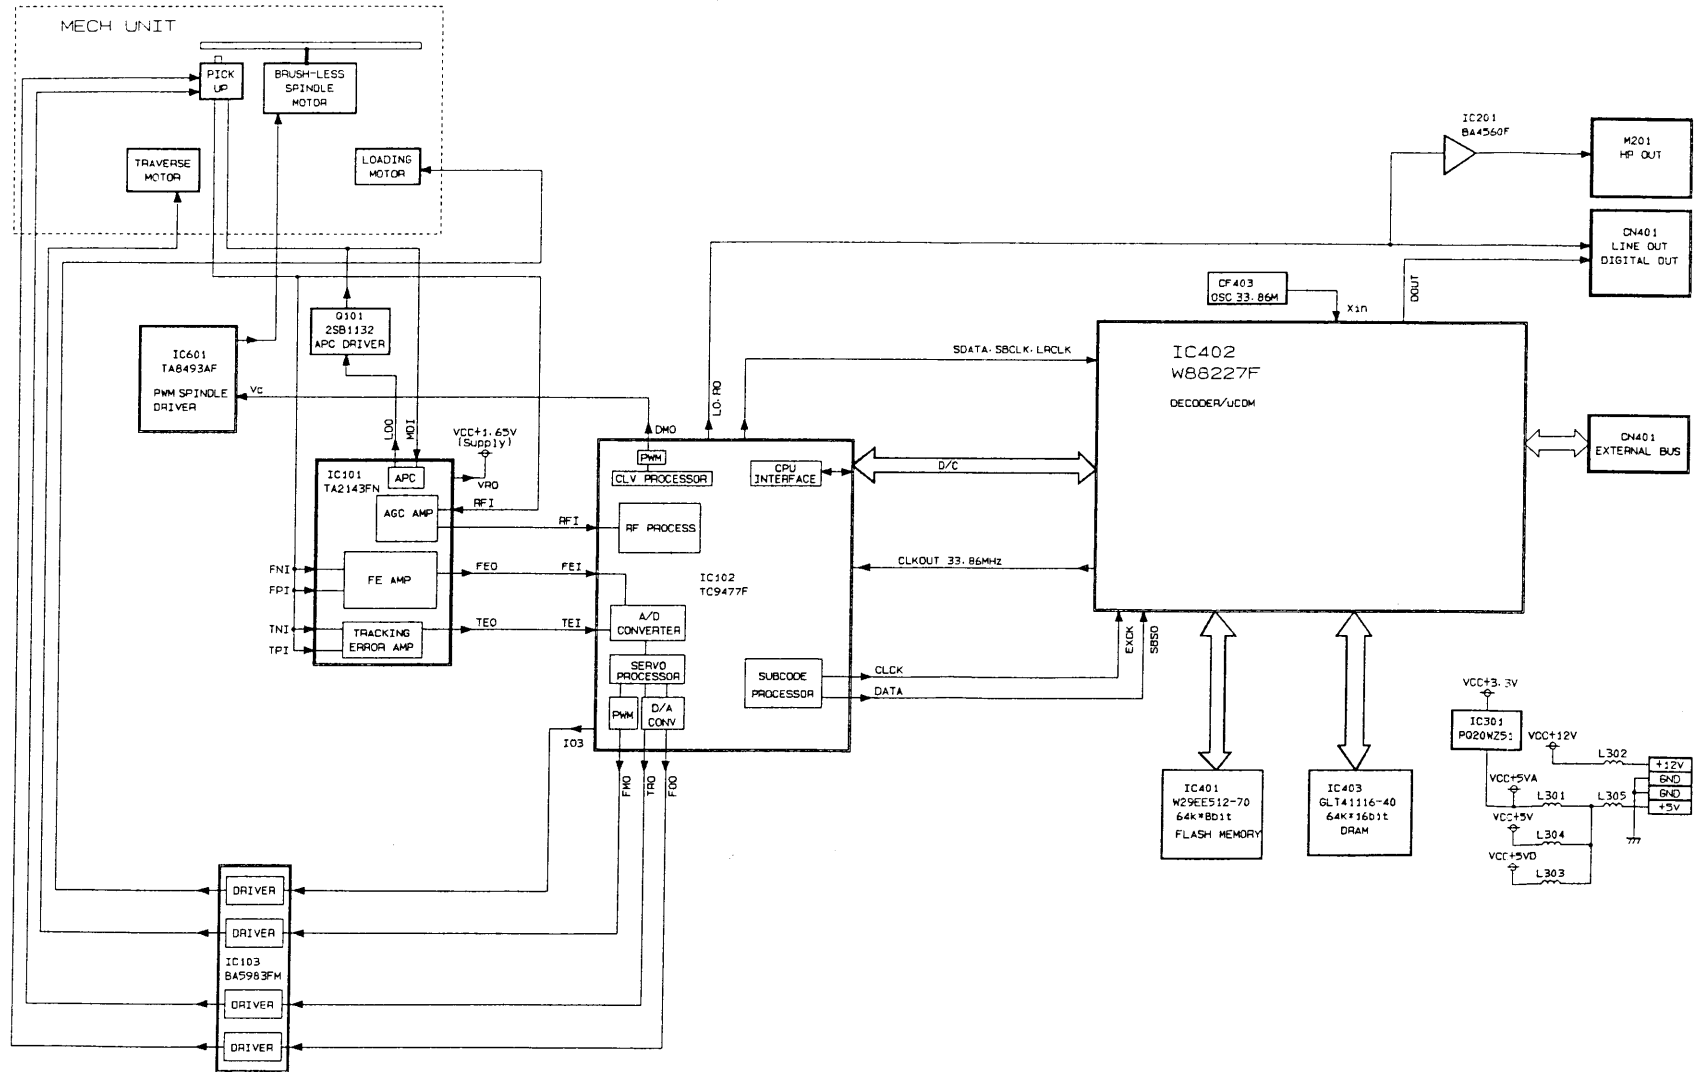 MECH UNIT
PICK
UP
BRUSH-LESS
SPINDLE
MOTOR
TRAVERSE
MOTOR
LOADING
MOTOR
IC201
BA4560F
M201
HP OUT
CN401
LINE OUT
DIGITAL OUT
DOUT
CF403
OSC 33.86M
Xin
Q101
2SB1132
APC DRIVER
IC601
TA8493AF
PWM SPINDLE
DRIVER
Vc
LDO
MDI
VCC+1.65V
(Supply)
VRO
DMO
LO.RO
SDATA.SBCLK.LRCLK
IC402
W88227F
DECODER/uCOM
CN401
EXTERNAL BUS
IC101
TA2143FN
APC
AGC AMP
RFI
RFI
FNI
FPI
FE AMP
FEO
FEI
TNI
TPI
TRACKING
ERROR AMP
TEO
TEI
PWM
CLV PROCESSOR
CPU
INTERFACE
D/C
RF PROCESS
IC102
TC9477F
CLKOUT 33.86MHz
A/D
CONVERTER
SERVO
PROCESSOR
PWM
D/A
CONV
SUBCODE
PROCESSOR
CLCK
DATA
EXCK
SBSO
IO3
FMO
TRO
FOO
IC401
W29EE512-70
64K*8bit
FLASH MEMORY
IC403
GLT41116-40
64K*16bit
DRAM
VCC+3.3V
IC301
PQ20WZ51
VCC+12V
L302
+12V
GND
GND
+5V
VCC+5VA
L301
L305
VCC+5V
L304
VCC+5VD
L303
DRIVER
DRIVER
IC103
BA5983FM
DRIVER
DRIVER